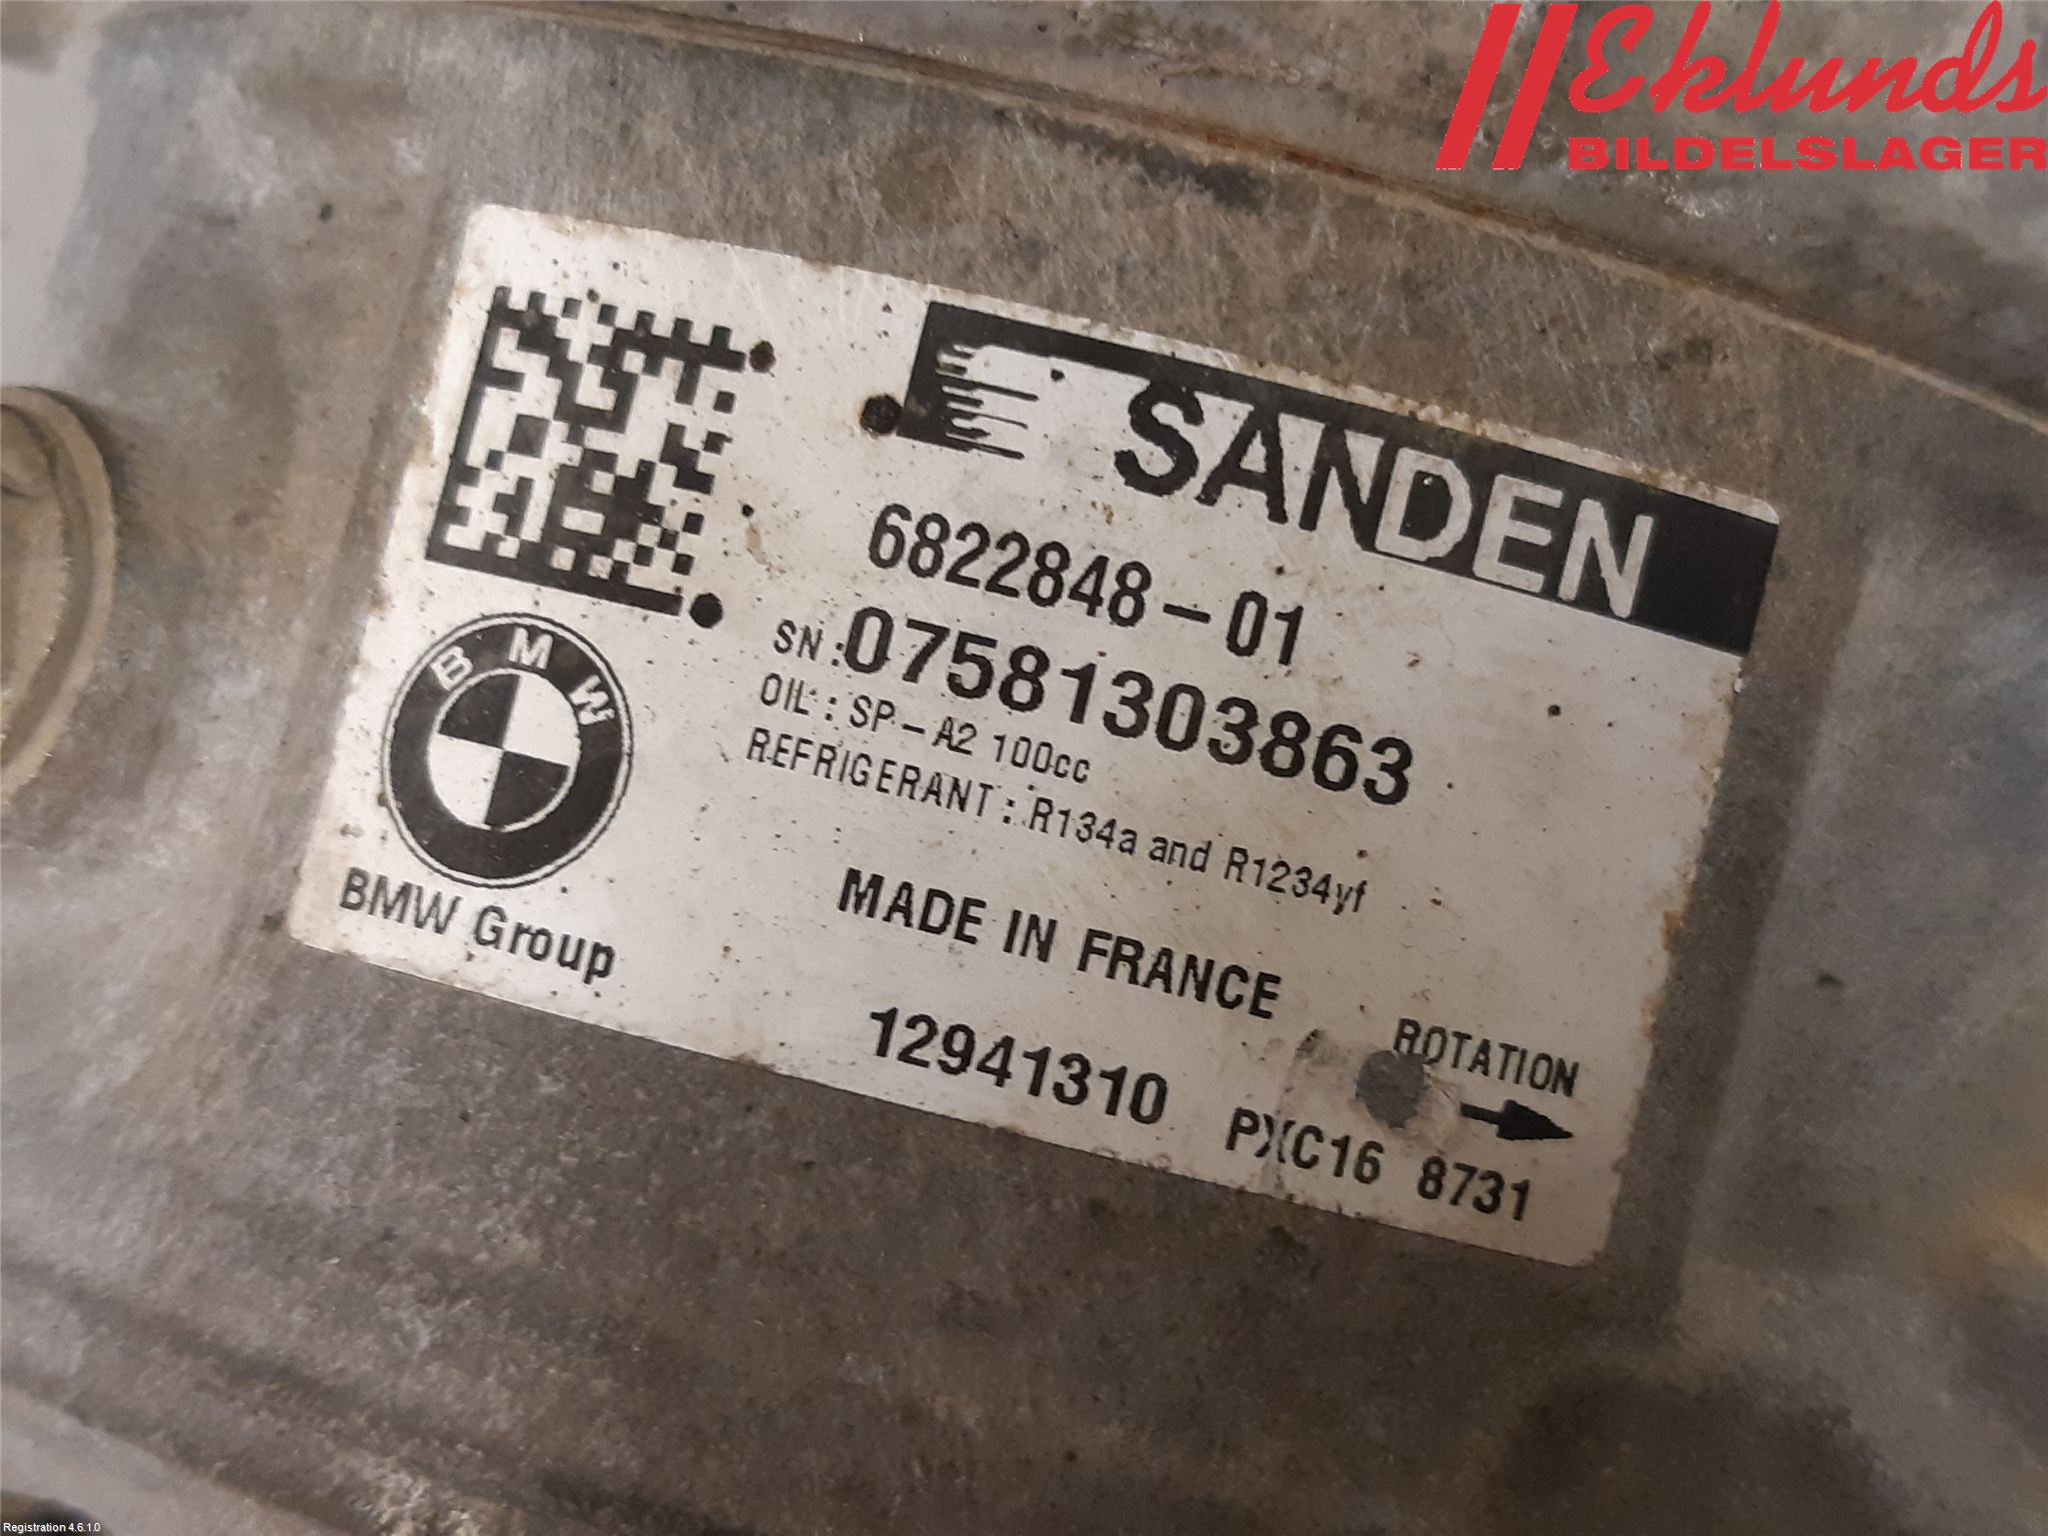 Eklunds
BILDELSLAGER
SANDEN
6822848-01
SN:07581303863
OIL: SP-A2 100cc
REFRIGERANT: R134a and R1234yf
BMW
BMW Group
MADE IN FRANCE
ROTATION
12941310 PXC16 8731
Registration 4.6.1.0